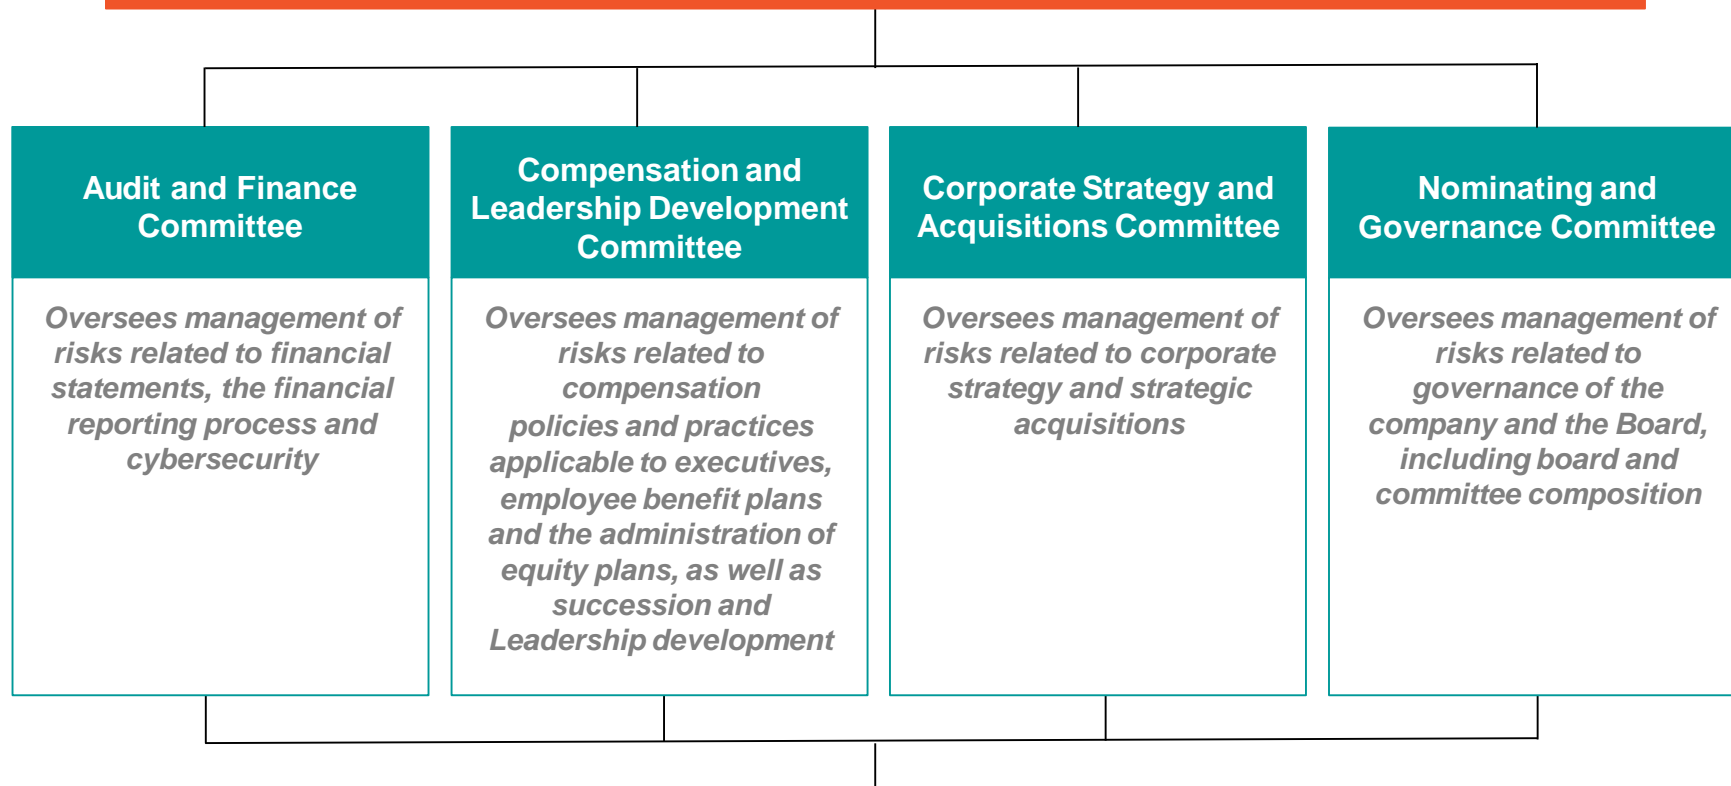 Audit and Finance
Committee
Oversees management of
risks related to financial
statements, the financial
reporting process and
cybersecurity
Compensation and
Leadership Development
Committee
Oversees management of
risks related to
compensation
policies and practices
applicable to executives,
employee benefit plans
and the administration of
equity plans, as well as
succession and
Leadership development
Corporate Strategy and
Acquisitions Committee
Oversees management of
risks related to corporate
strategy and strategic
acquisitions
Nominating and
Governance Committee
Oversees management of
risks related to
governance of the
company and the Board,
including board and
committee composition